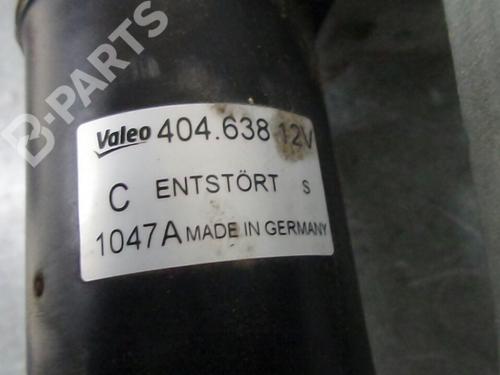 B-PARTS
Valeo 404.638 12V
C ENTSTÖRT S
1047A MADE IN GERMANY